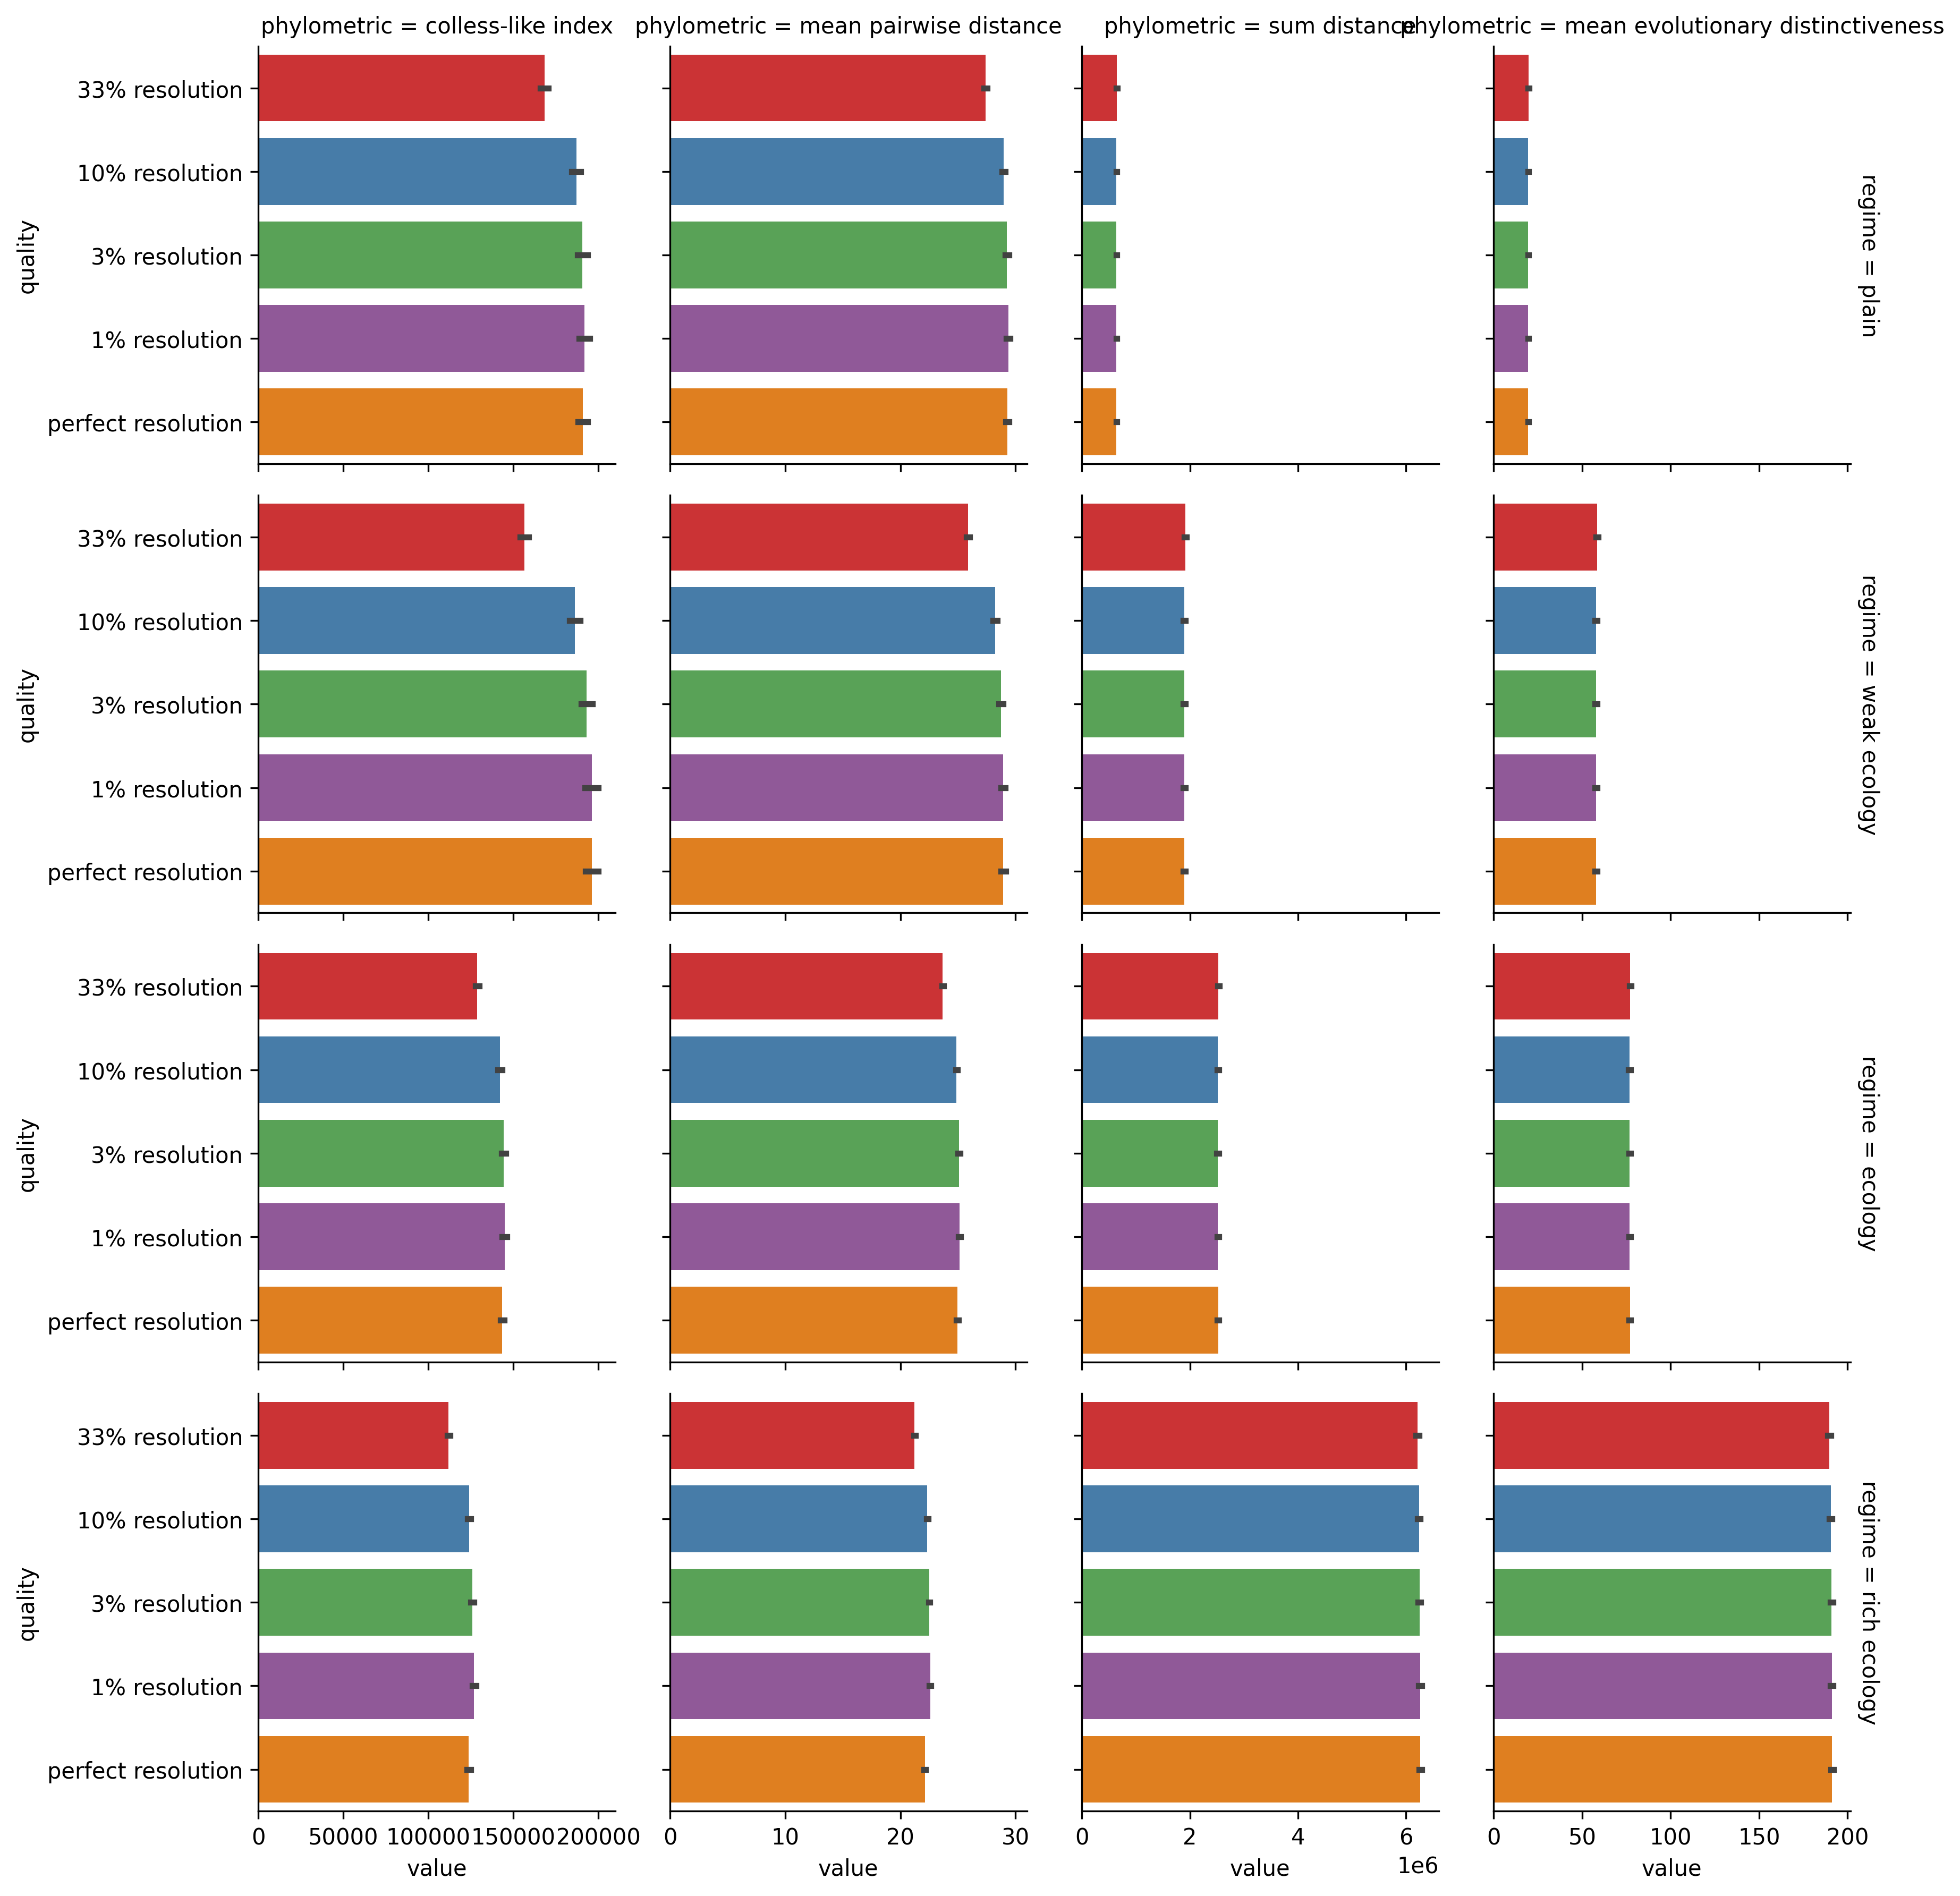 phylometric = colless-like index
phylometric = mean pairwise distance
phylometric = sum distance
phylometric = mean evolutionary distinctiveness
quality
33% resolution
10% resolution
3% resolution
1% resolution
perfect resolution
regime = plain
quality
33% resolution
10% resolution
3% resolution
1% resolution
perfect resolution
regime = weak ecology
quality
33% resolution
10% resolution
3% resolution
1% resolution
perfect resolution
regime = ecology
quality
33% resolution
10% resolution
3% resolution
1% resolution
perfect resolution
regime = rich ecology
0 50000 100000 150000 200000
value
0 10 20 30
value
0 2 4 6
1e6
value
0 50 100 150 200
value